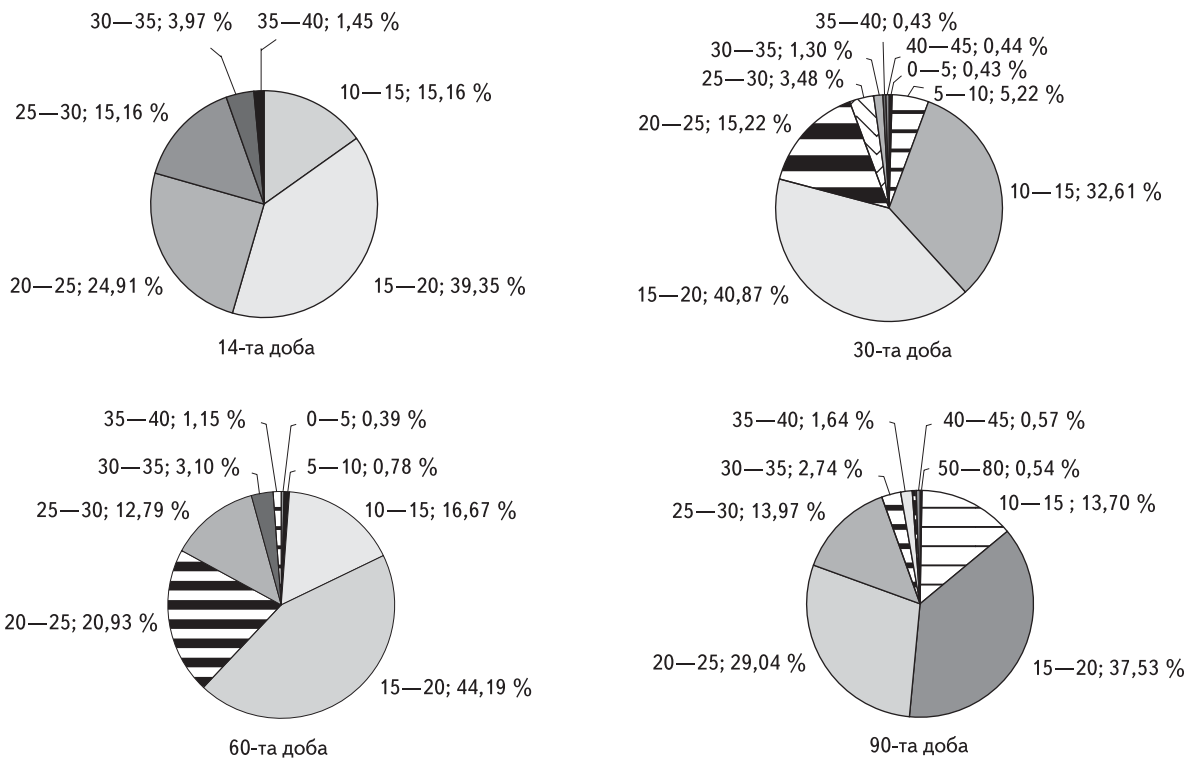 30—35; 3,97 %
35—40; 1,45 %
25—30; 15,16 %
10—15; 15,16 %
20—25; 24,91 %
15—20; 39,35 %
14-та доба
35—40; 0,43 %
30—35; 1,30 %
40—45; 0,44 %
25—30; 3,48 %
0—5; 0,43 %
5—10; 5,22 %
20—25; 15,22 %
10—15; 32,61 %
15—20; 40,87 %
30-та доба
35—40; 1,15 %
0—5; 0,39 %
30—35; 3,10 %
5—10; 0,78 %
25—30; 12,79 %
10—15; 16,67 %
20—25; 20,93 %
15—20; 44,19 %
60-та доба
35—40; 1,64 %
40—45; 0,57 %
30—35; 2,74 %
50—80; 0,54 %
25—30; 13,97 %
10—15 ; 13,70 %
20—25; 29,04 %
15—20; 37,53 %
90-та доба